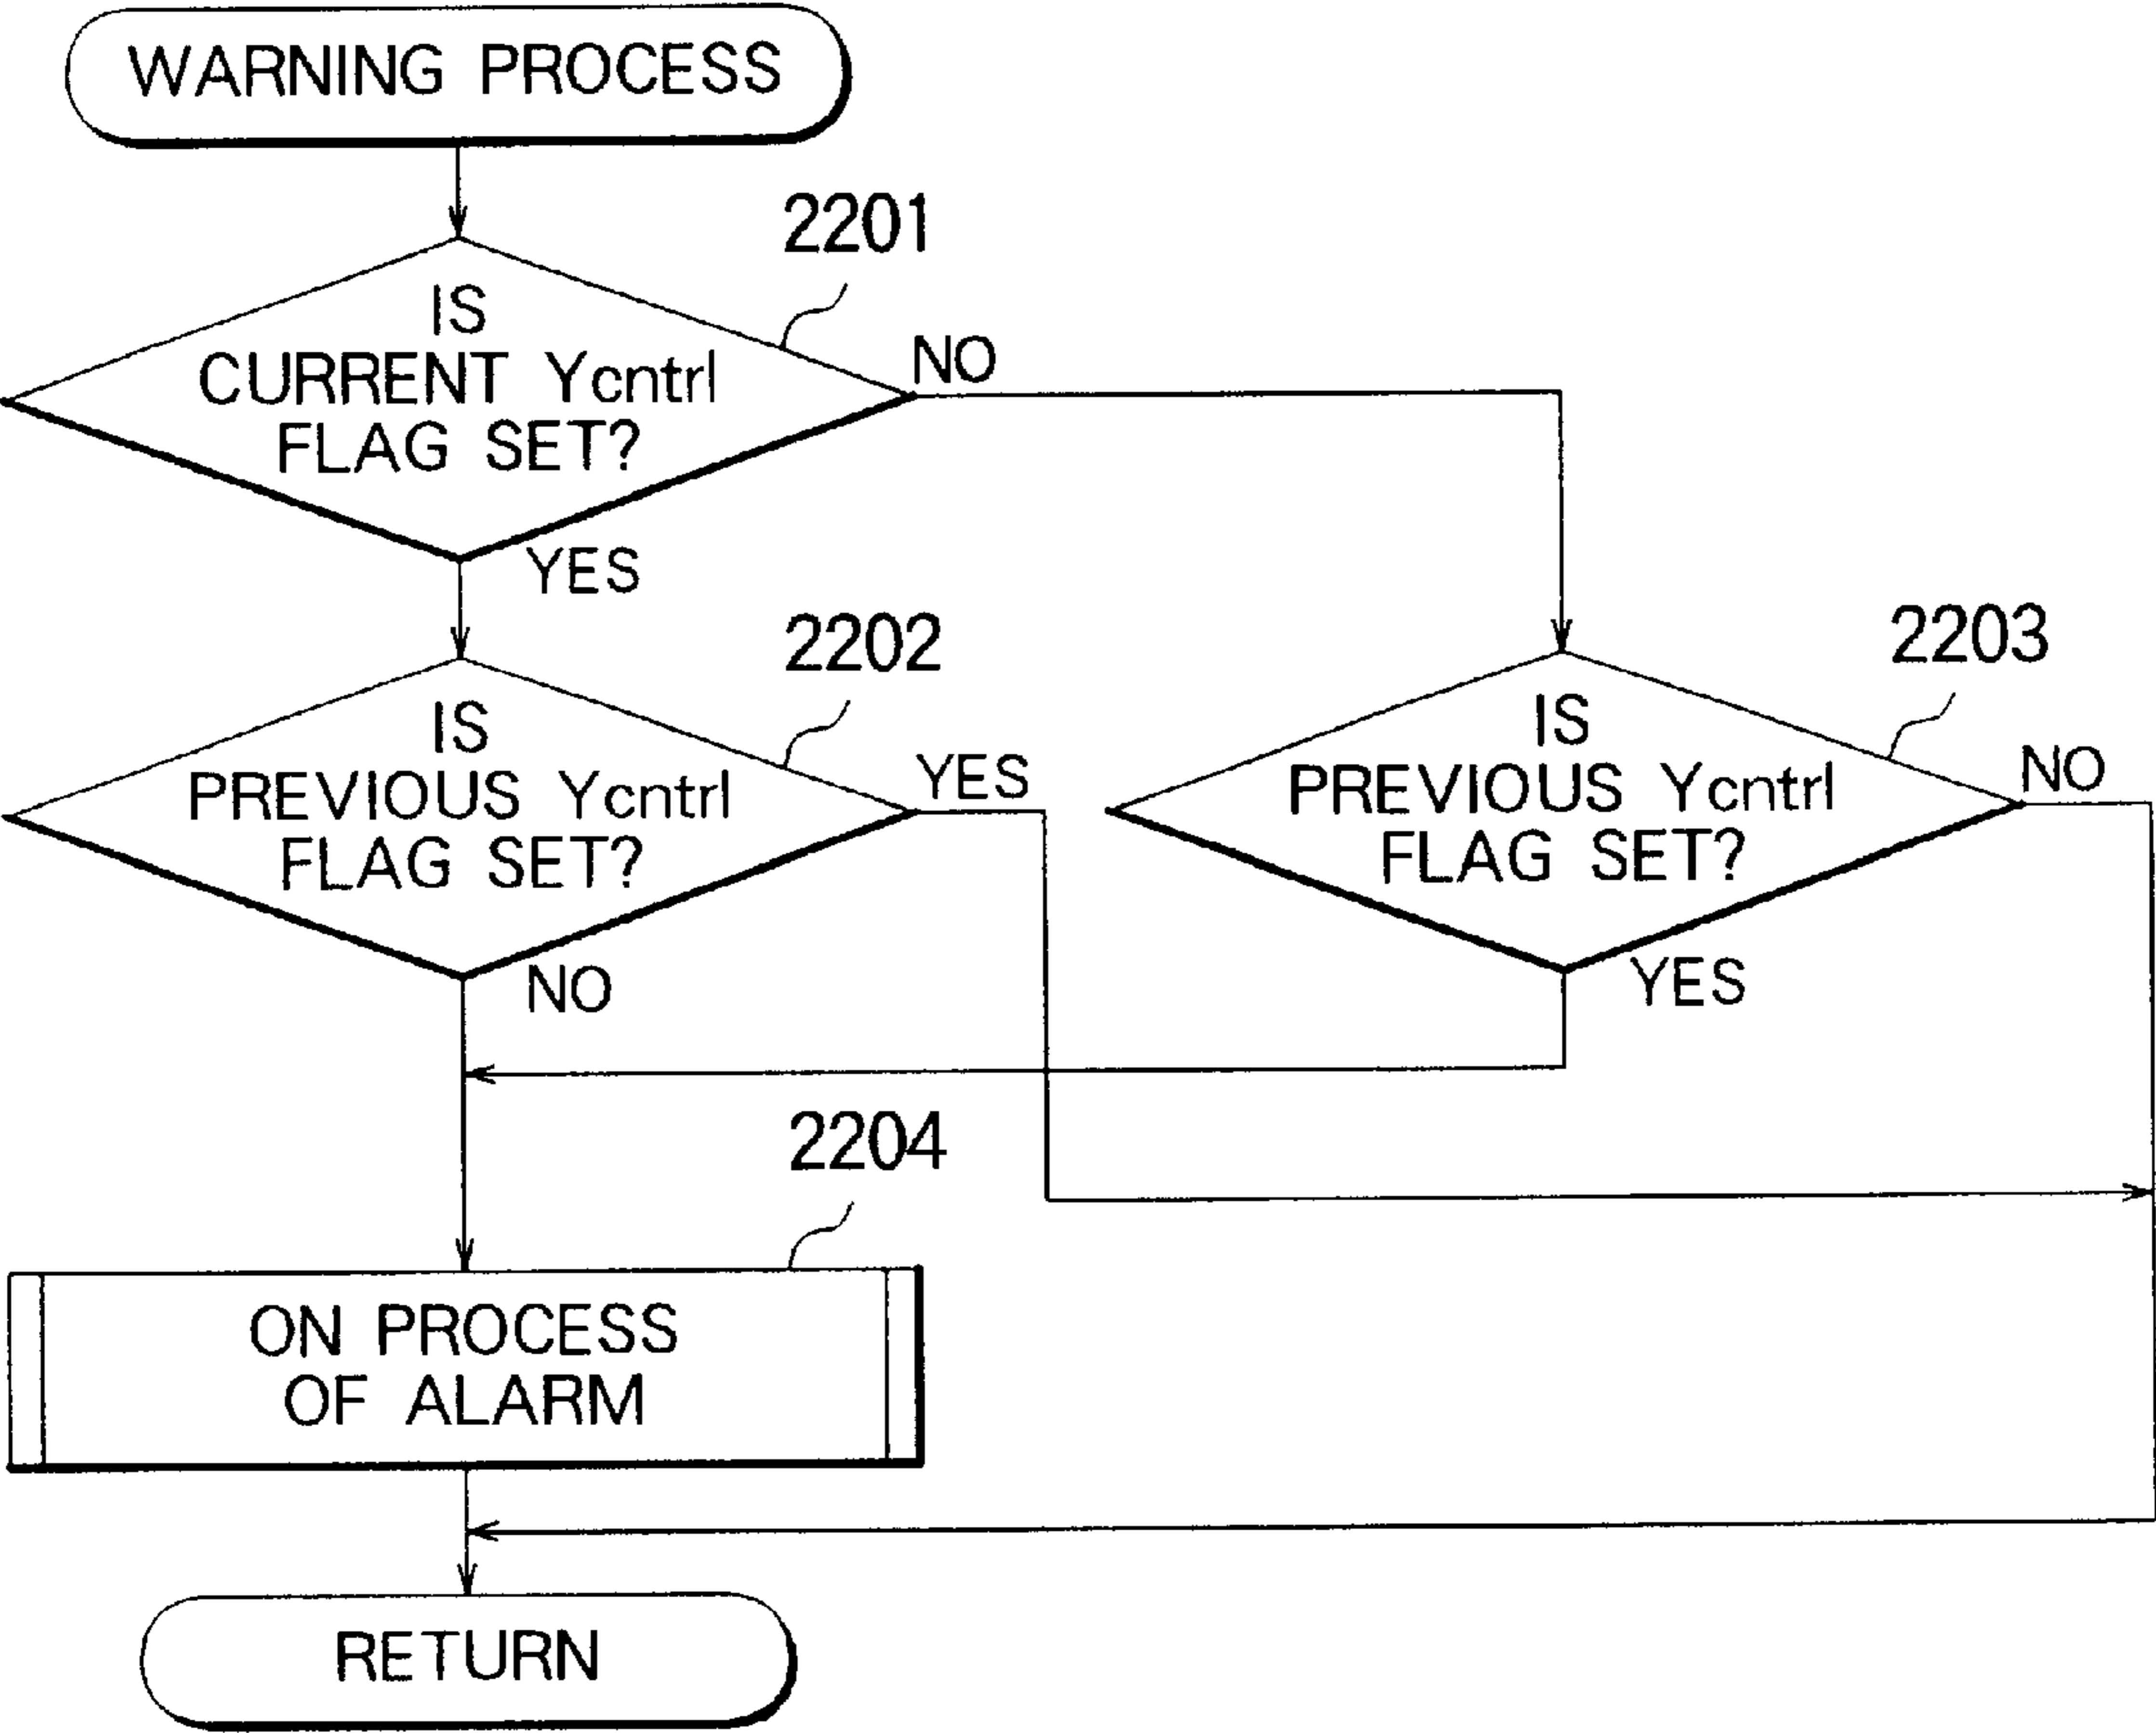 WARNING PROCESS
2201
IS
CURRENT Ycntrl
FLAG SET?
NO
YES
2202
IS
PREVIOUS Ycntrl
FLAG SET?
YES
NO
2203
IS
PREVIOUS Ycntrl
FLAG SET?
NO
YES
2204
ON PROCESS
OF ALARM
RETURN